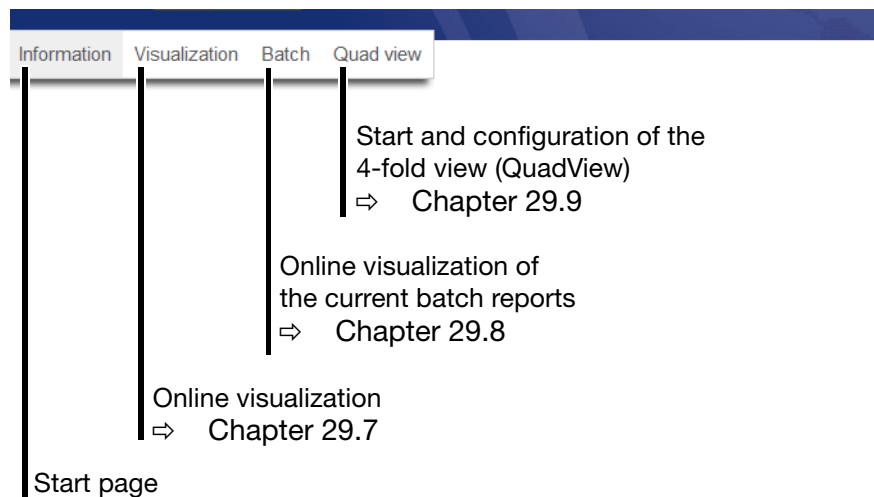 Information Visualization Batch Quad view
Start and configuration of the
4-fold view (QuadView)
⇨ Chapter 29.9
Online visualization of
the current batch reports
⇨ Chapter 29.8
Online visualization
⇨ Chapter 29.7
Start page